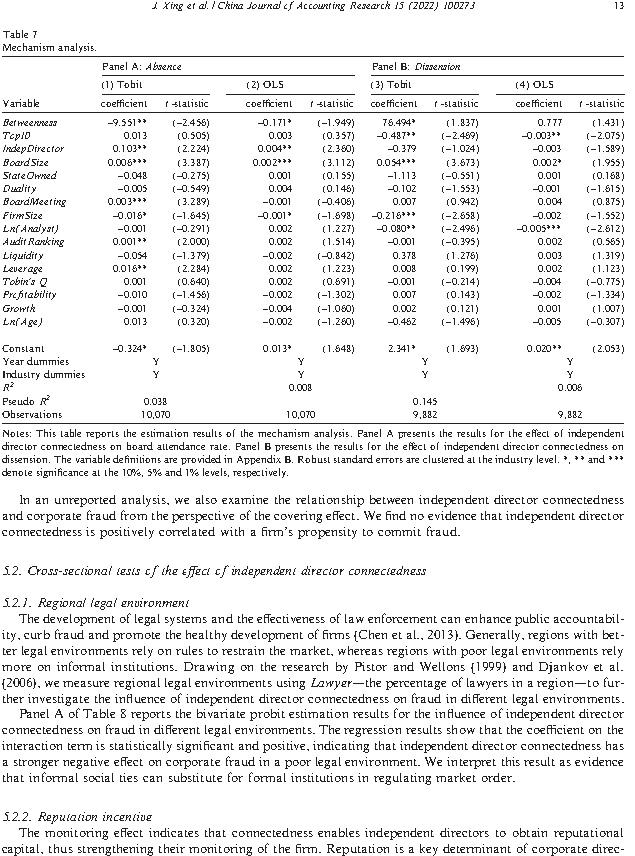 J. Xing et al. / China Journal of Accounting Research 15 (2022) 100273 13
Table 7
Mechanism analysis.
Panel A: Absence Panel B: Dissension
(1) Tobit (2) OLS (3) Tobit (4) OLS
Variable coefficient t -statistic coefficient t -statistic coefficient t -statistic coefficient t -statistic
Betweenness −9.551** (−2.456) −0.171* (−1.949) 76.494* (1.837) 0.777 (1.431)
Top10 0.013 (0.505) 0.003 (0.357) −0.487** (−2.469) −0.003** (−2.075)
IndepDirector 0.103** (2.224) 0.004** (2.360) −0.379 (−1.024) −0.003 (−1.589)
BoardSize 0.006*** (3.387) 0.002*** (3.112) 0.054*** (3.673) 0.002* (1.955)
StateOwned −0.048 (−0.275) 0.001 (0.155) −1.113 (−0.551) 0.001 (0.168)
Duality −0.005 (−0.549) 0.004 (0.146) −0.102 (−1.553) −0.001 (−1.615)
BoardMeeting 0.003*** (3.289) −0.001 (−0.406) 0.007 (0.942) 0.004 (0.875)
FirmSize −0.016* (−1.645) −0.001* (−1.698) −0.216*** (−2.658) −0.002 (−1.552)
Ln(Analyst) −0.001 (−0.291) 0.002 (1.227) −0.080** (−2.496) −0.005*** (−2.612)
Audit Ranking 0.001** (2.000) 0.002 (1.514) −0.001 (−0.395) 0.002 (0.565)
Liquidity −0.054 (−1.379) −0.002 (−0.842) 0.378 (1.276) 0.003 (1.319)
Leverage 0.016** (2.284) 0.002 (1.223) 0.008 (0.199) 0.002 (1.123)
Tobin's Q 0.001 (0.640) 0.002 (0.691) −0.001 (−0.214) −0.004 (−0.775)
Profitability −0.010 (−1.456) −0.002 (−1.302) 0.007 (0.143) −0.002 (−1.334)
Growth −0.001 (−0.324) −0.004 (−1.060) 0.002 (0.121) 0.001 (1.007)
Ln(Age) 0.013 (0.320) −0.002 (−1.260) −0.462 (−1.496) −0.005 (−0.307)
Constant −0.324* (−1.805) 0.013* (1.648) 2.341* (1.693) 0.020** (2.053)
Year dummies Y Y Y Y
Industry dummies Y Y Y Y
R2 0.008 0.006
Pseudo R2 0.038 0.145
Observations 10,070 10,070 9,882 9,882
Notes: This table reports the estimation results of the mechanism analysis. Panel A presents the results for the effect of independent
director connectedness on board attendance rate. Panel B presents the results for the effect of independent director connectedness on
dissension. The variable definitions are provided in Appendix B. Robust standard errors are clustered at the industry level. *, ** and ***
denote significance at the 10%, 5% and 1% levels, respectively.
In an unreported analysis, we also examine the relationship between independent director connectedness
and corporate fraud from the perspective of the covering effect. We find no evidence that independent director
connectedness is positively correlated with a firm's propensity to commit fraud.
5.2. Cross-sectional tests of the effect of independent director connectedness
5.2.1. Regional legal environment
The development of legal systems and the effectiveness of law enforcement can enhance public accountabil-
ity, curb fraud and promote the healthy development of firms (Chen et al., 2013). Generally, regions with bet-
ter legal environments rely on rules to restrain the market, whereas regions with poor legal environments rely
more on informal institutions. Drawing on the research by Pistor and Wellons (1999) and Djankov et al.
(2006), we measure regional legal environments using Lawyer—the percentage of lawyers in a region—to fur-
ther investigate the influence of independent director connectedness on fraud in different legal environments.
Panel A of Table 8 reports the bivariate probit estimation results for the influence of independent director
connectedness on fraud in different legal environments. The regression results show that the coefficient on the
interaction term is statistically significant and positive, indicating that independent director connectedness has
a stronger negative effect on corporate fraud in a poor legal environment. We interpret this result as evidence
that informal social ties can substitute for formal institutions in regulating market order.
5.2.2. Reputation incentive
The monitoring effect indicates that connectedness enables independent directors to obtain reputational
capital, thus strengthening their monitoring of the firm. Reputation is a key determinant of corporate direc-